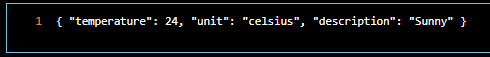 1 { "temperature": 24, "unit": "celsius", "description": "Sunny" }